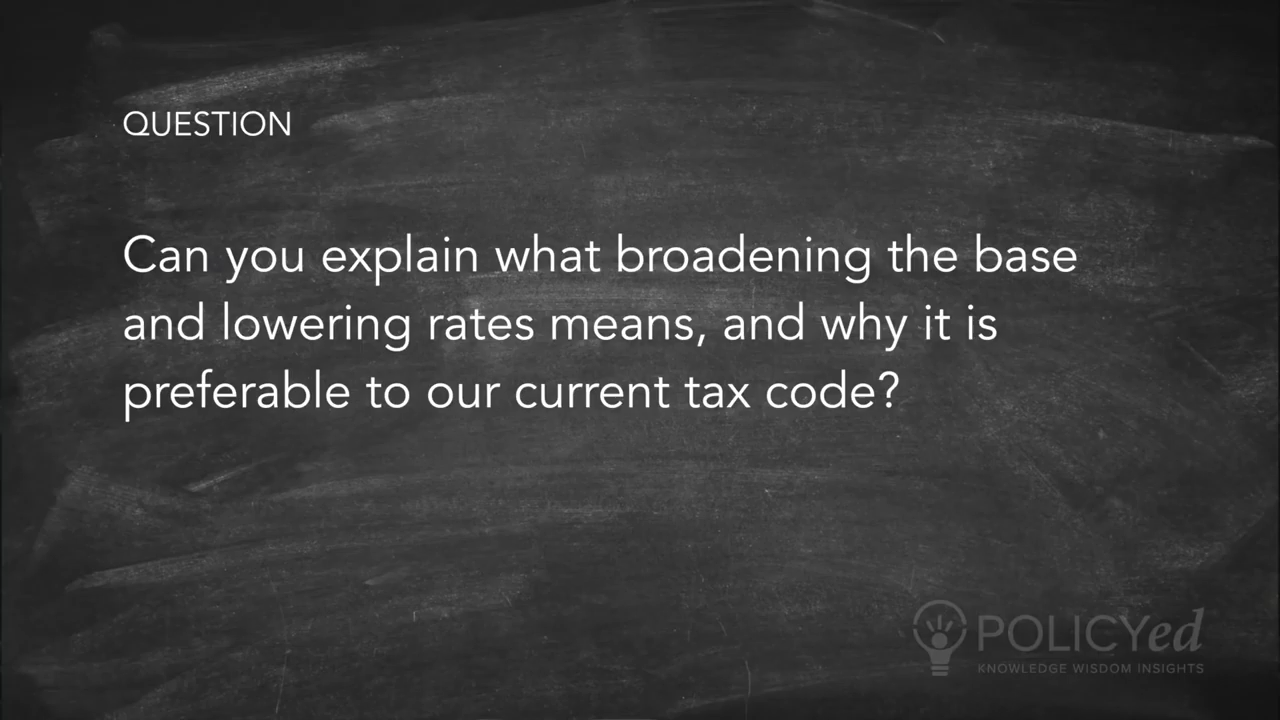 QUESTION
Can you explain what broadening the base
and lowering rates means, and why it is
preferable to our current tax code?
POLICYed
KNOWLEDGE WISDOM INSIGHTS